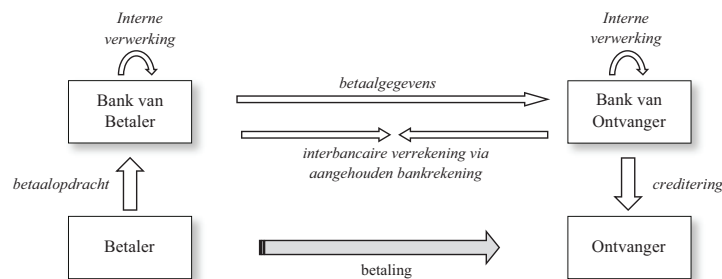 Interne
verwerking
Interne
verwerking
Bank van
Betaler
betaalgegevens
Bank van
Ontvanger
interbancaire verrekening via
aangehouden bankrekening
betaalopdracht
creditering
Betaler
Ontvanger
betaling